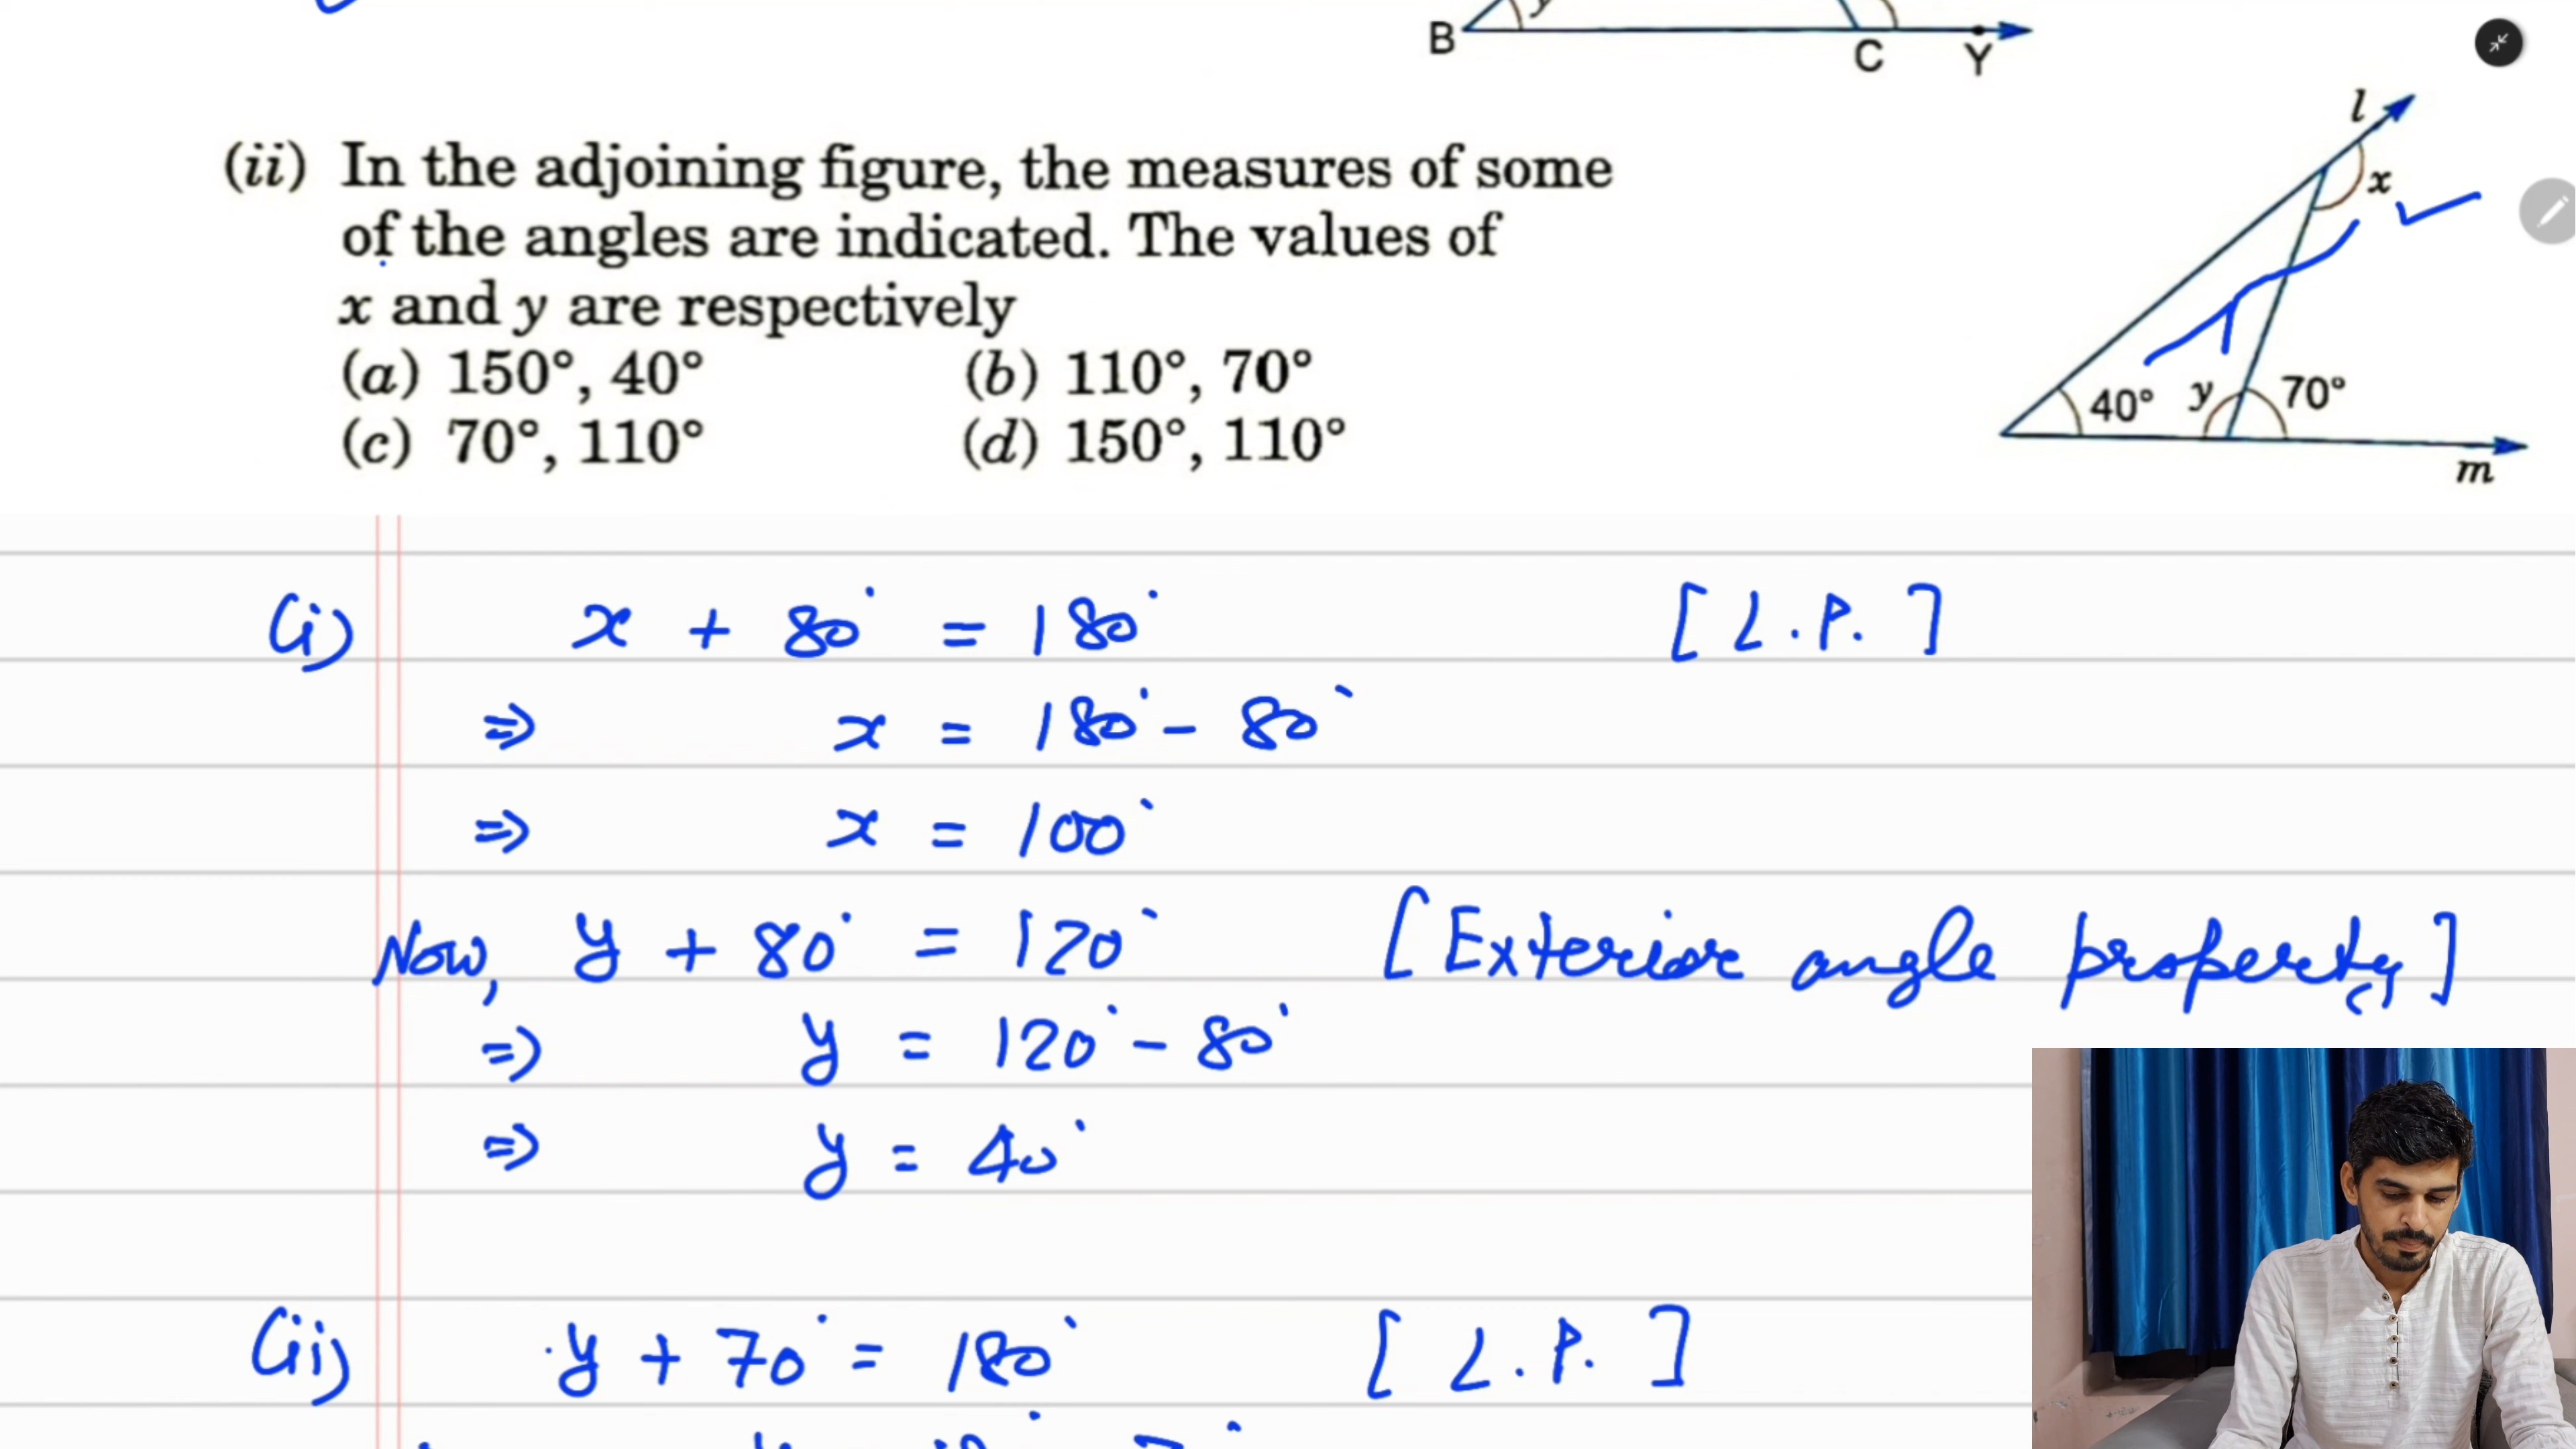 B
C
Y
(ii) In the adjoining figure, the measures of some
of the angles are indicated. The values of
x and y are respectively
(a) 150°, 40° (b) 110°, 70°
(c) 70°, 110° (d) 150°, 110°
l
x
40° y 70°
m
(i) x + 80° = 180° [L.P.]
⇒ x = 180° - 80°
⇒ x = 100°
Now, y + 80° = 120° [Exterior angle property]
⇒ y = 120° - 80°
⇒ y = 40°
(ii) y + 70° = 180° [L.P.]